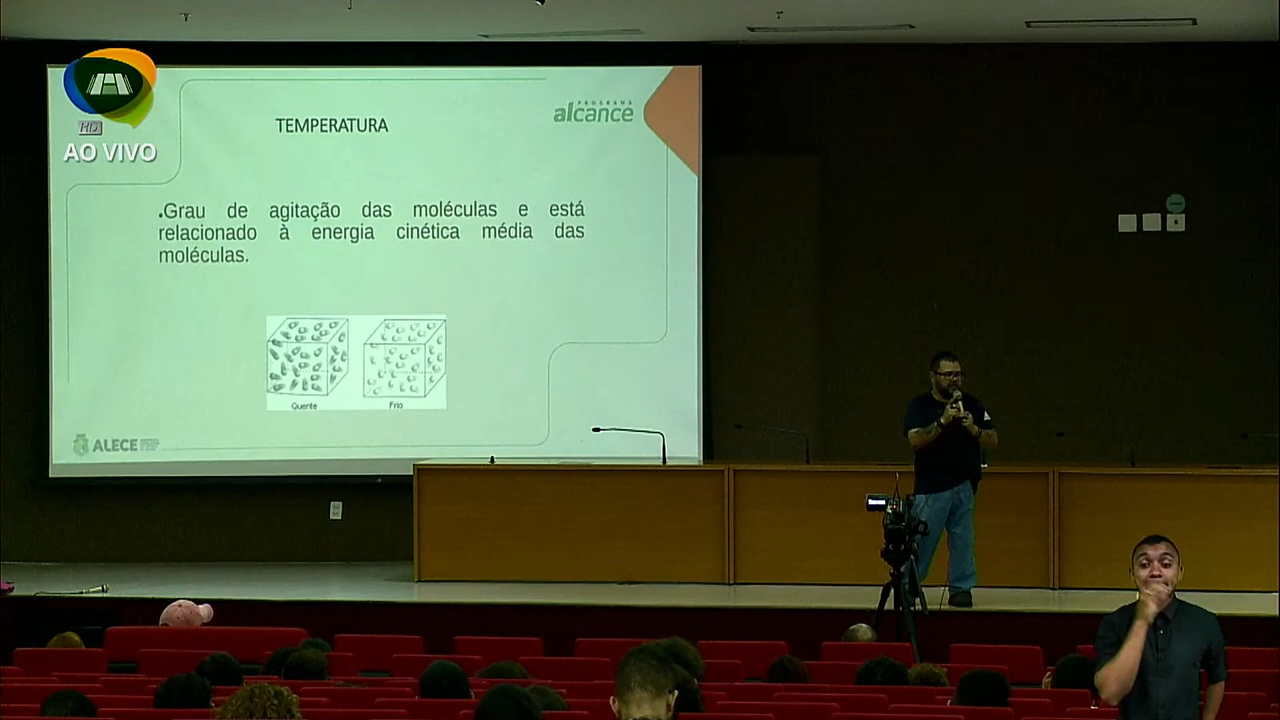 HD
AO VIVO
TEMPERATURA
PROGRAMA
alcance
.Grau de agitação das moléculas e está
relacionado à energia cinética média das
moléculas.
Quente
Frio
ALECE